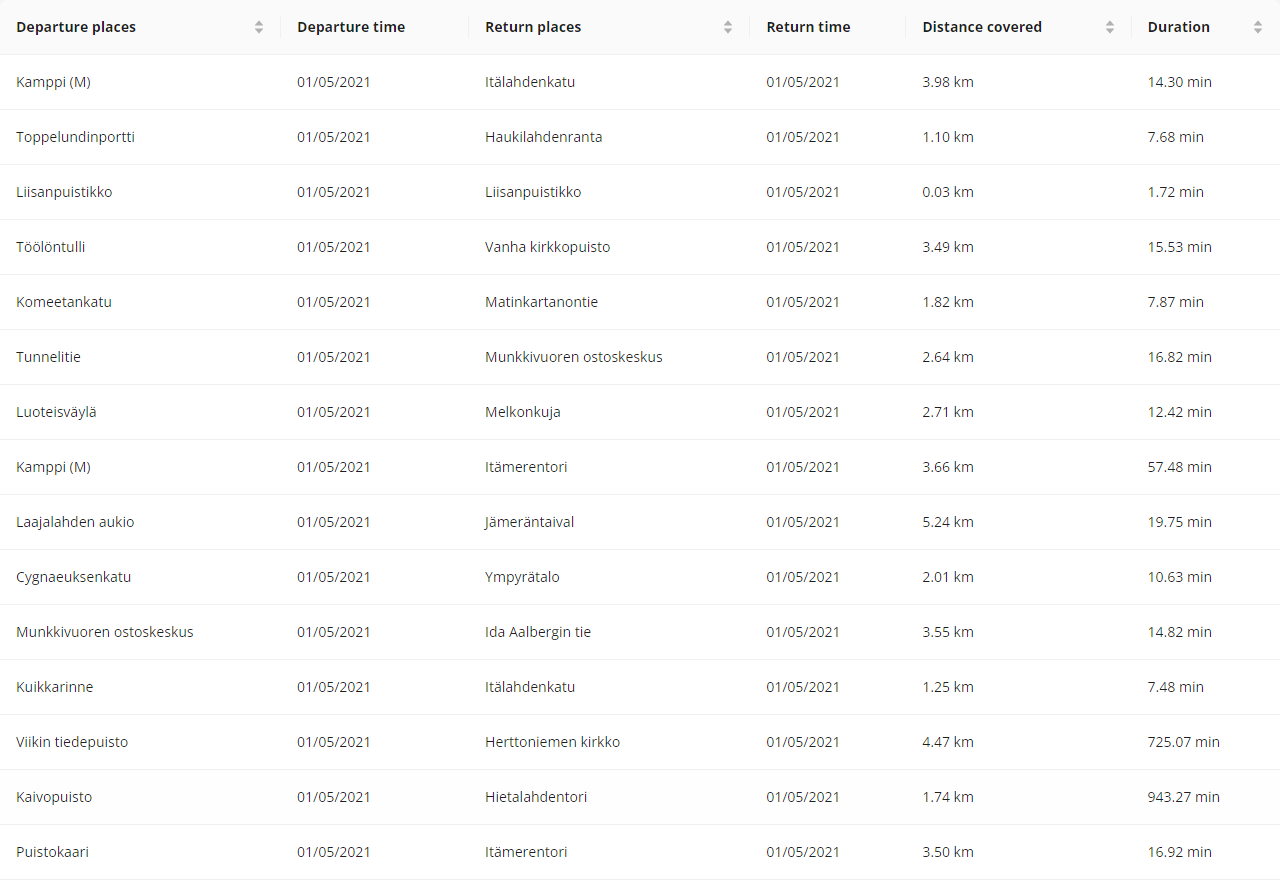 Departure places Departure time Return places Return time Distance covered Duration
Kamppi (M) 01/05/2021 Itälahdenkatu 01/05/2021 3.98 km 14.30 min
Toppelundinportti 01/05/2021 Haukilahdenranta 01/05/2021 1.10 km 7.68 min
Liisanpuistikko 01/05/2021 Liisanpuistikko 01/05/2021 0.03 km 1.72 min
Töölöntulli 01/05/2021 Vanha kirkkopuisto 01/05/2021 3.49 km 15.53 min
Komeetankatu 01/05/2021 Matinkartanontie 01/05/2021 1.82 km 7.87 min
Tunnelitie 01/05/2021 Munkkivuoren ostoskeskus 01/05/2021 2.64 km 16.82 min
Luoteisväylä 01/05/2021 Melkonkuja 01/05/2021 2.71 km 12.42 min
Kamppi (M) 01/05/2021 Itämerentori 01/05/2021 3.66 km 57.48 min
Laajalahden aukio 01/05/2021 Jämeräntaival 01/05/2021 5.24 km 19.75 min
Cygnaeuksenkatu 01/05/2021 Ympyrätalo 01/05/2021 2.01 km 10.63 min
Munkkivuoren ostoskeskus 01/05/2021 Ida Aalbergin tie 01/05/2021 3.55 km 14.82 min
Kuikkarinne 01/05/2021 Itälahdenkatu 01/05/2021 1.25 km 7.48 min
Viikin tiedepuisto 01/05/2021 Herttoniemen kirkko 01/05/2021 4.47 km 725.07 min
Kaivopuisto 01/05/2021 Hietalahdentori 01/05/2021 1.74 km 943.27 min
Puistokaari 01/05/2021 Itämerentori 01/05/2021 3.50 km 16.92 min